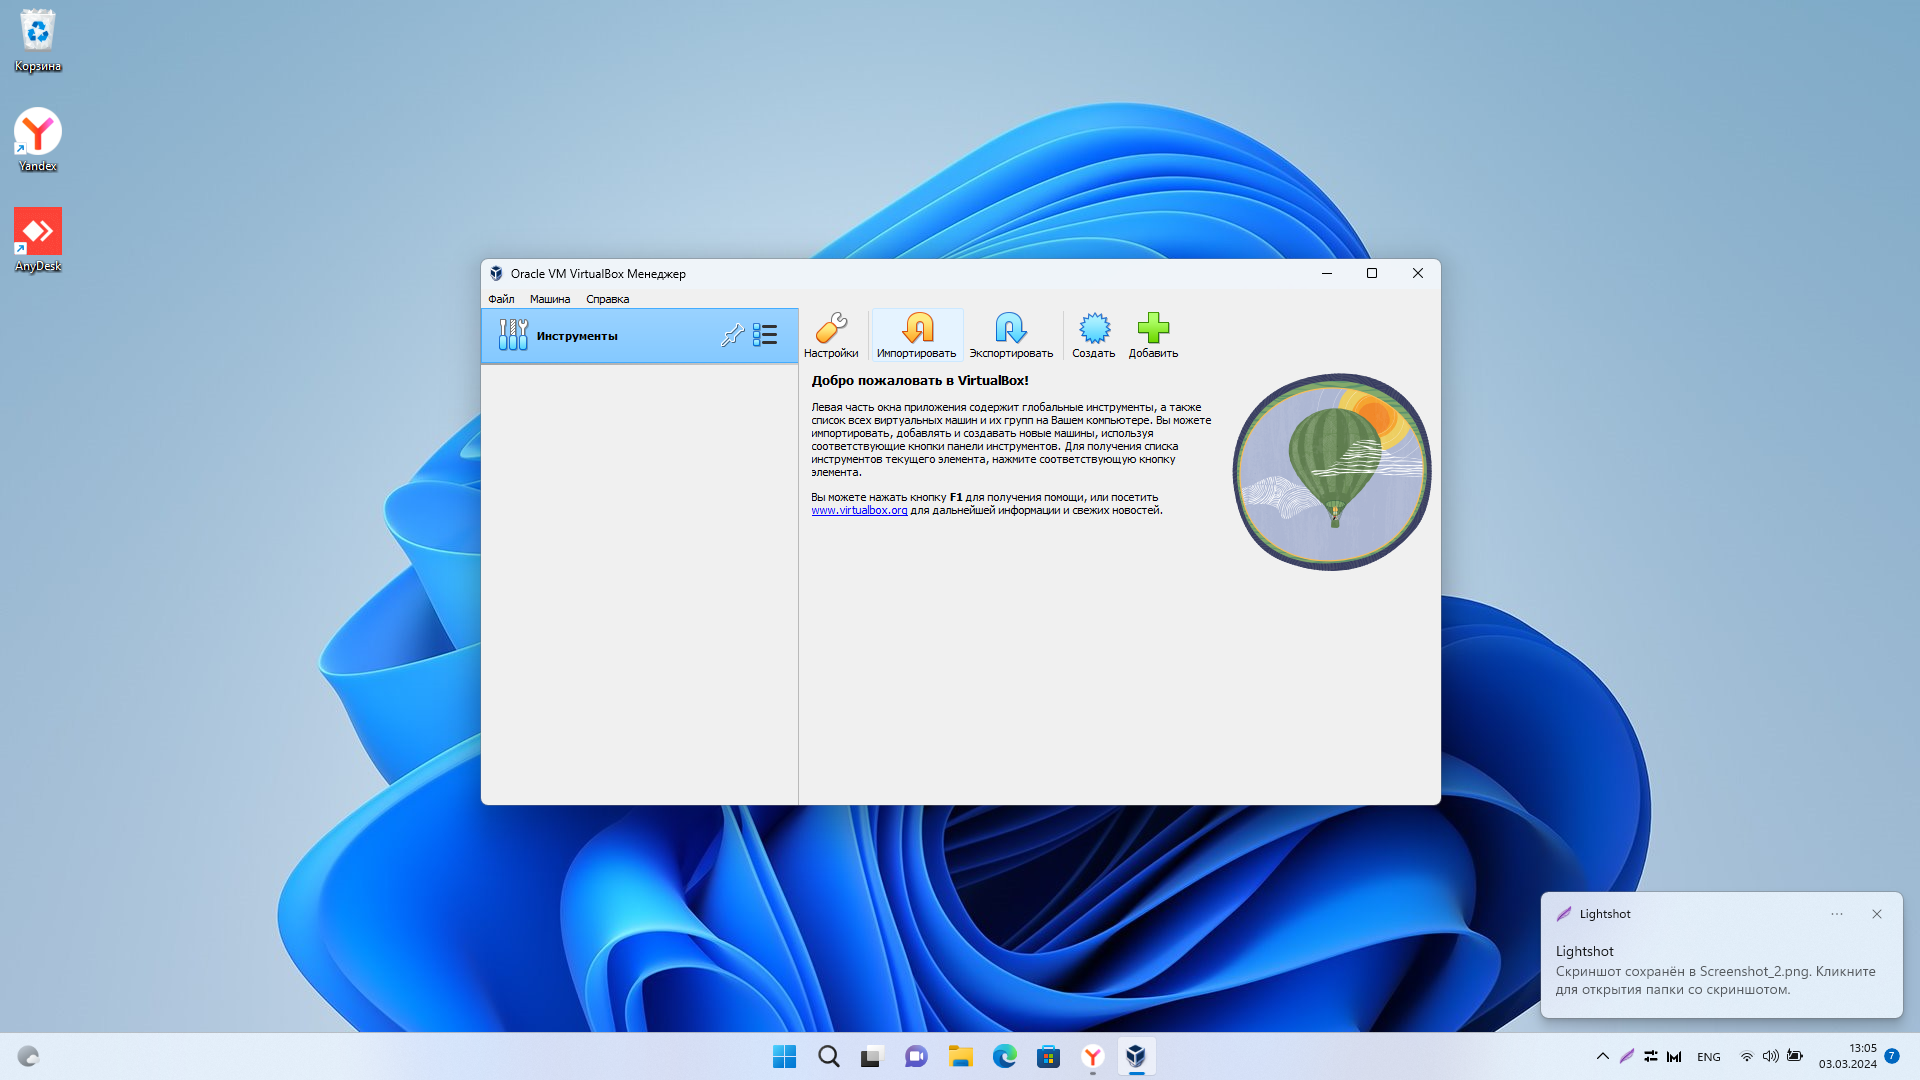 Корзина
Yandex
AnyDesk
Oracle VM VirtualBox Менеджер
Файл Машина Справка
Инструменты
Настройки Импортировать Экспортировать Создать Добавить
Добро пожаловать в VirtualBox!
Левая часть окна приложения содержит глобальные инструменты, а также
список всех виртуальных машин и их групп на Вашем компьютере. Вы можете
импортировать, добавлять и создавать новые машины, используя
соответствующие кнопки панели инструментов. Для получения списка
инструментов текущего элемента, нажмите соответствующую кнопку
элемента.
Вы можете нажать кнопку F1 для получения помощи, или посетить
www.virtualbox.org для дальнейшей информации и свежих новостей.
Lightshot
Lightshot
Скриншот сохранён в Screenshot_2.png. Кликните
для открытия папки со скриншотом.
ENG
13:05
03.03.2024
7